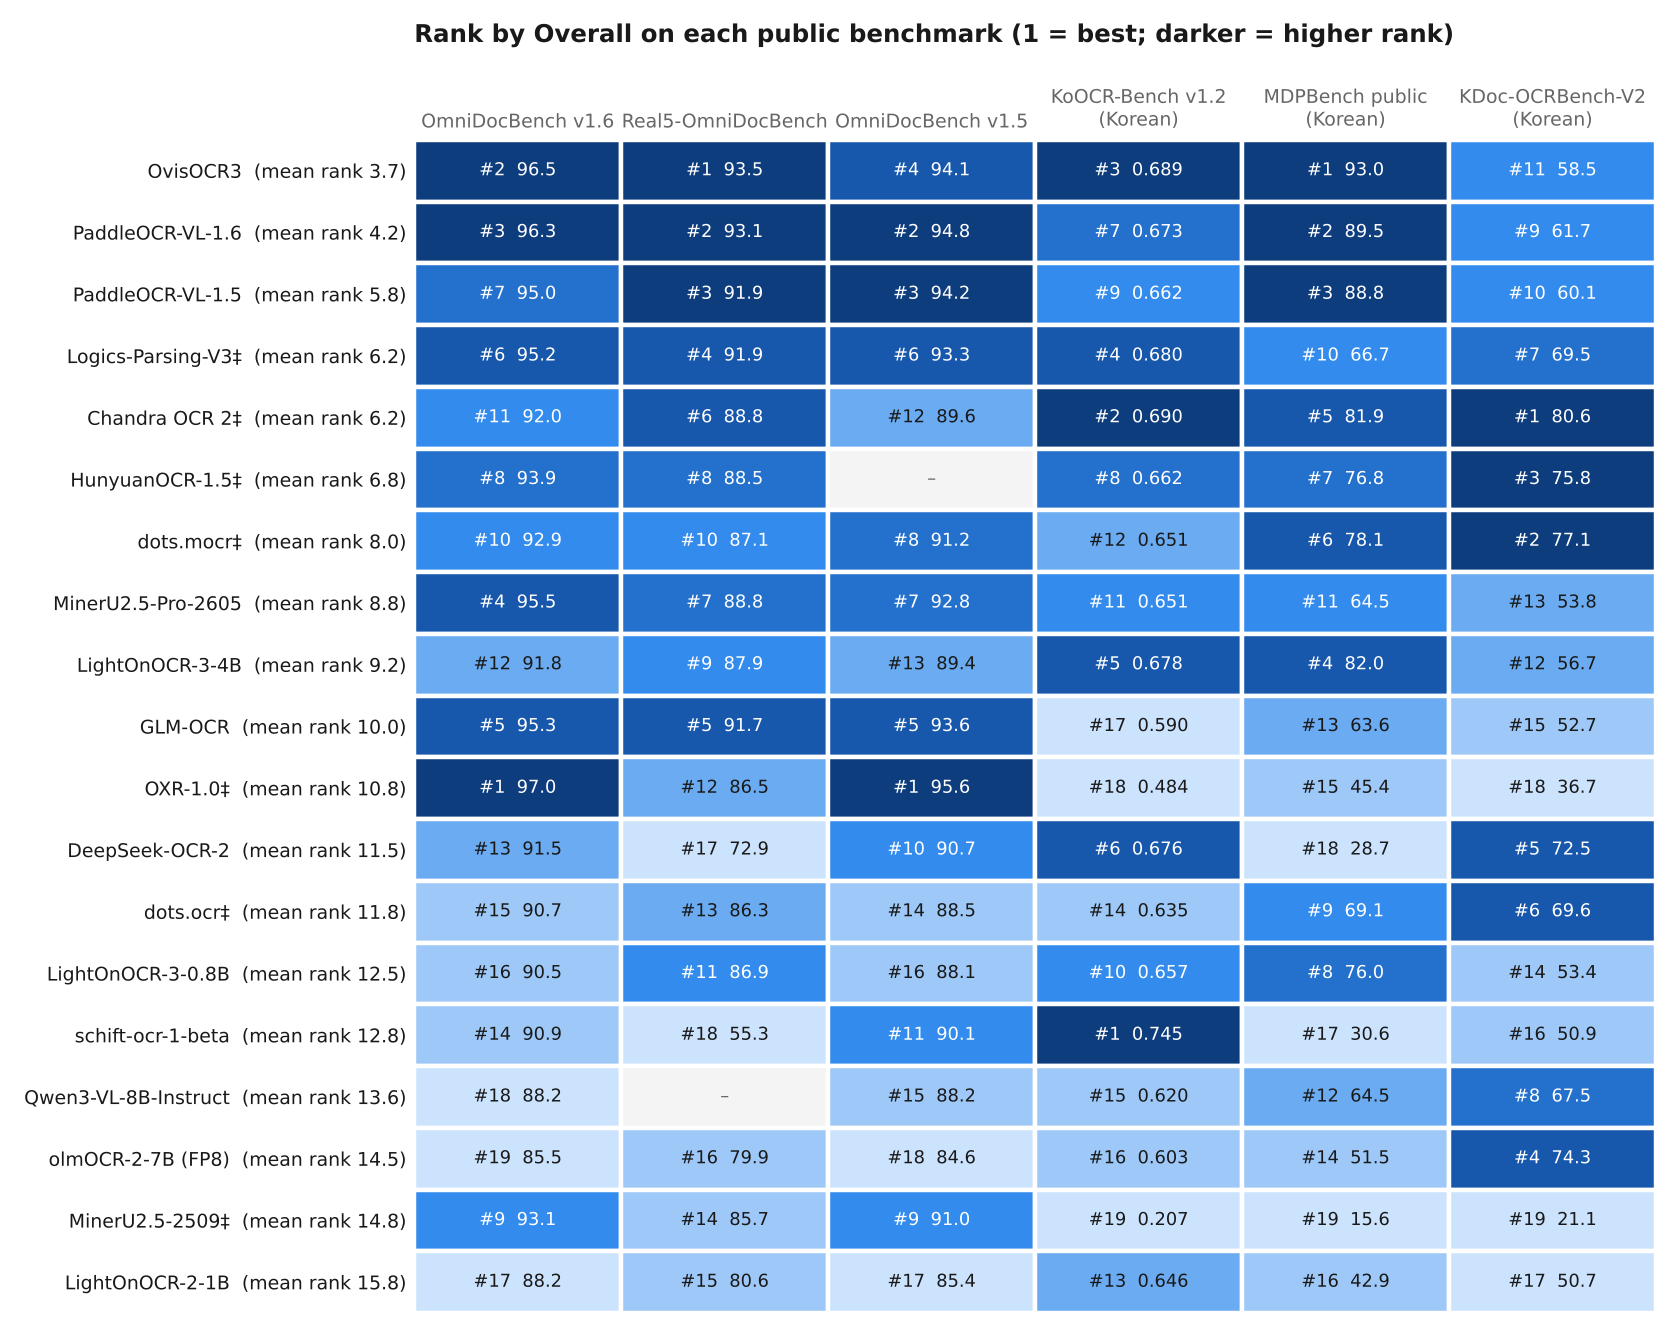 Rank by Overall on each public benchmark (1 = best; darker = higher rank)
OmniDocBench v1.6 Real5-OmniDocBench OmniDocBench v1.5 KoOCR-Bench v1.2 (Korean) MDPBench public (Korean) KDoc-OCRBench-V2 (Korean)
OvisOCR3 (mean rank 3.7) #2 96.5 #1 93.5 #4 94.1 #3 0.689 #1 93.0 #11 58.5
PaddleOCR-VL-1.6 (mean rank 4.2) #3 96.3 #2 93.1 #2 94.8 #7 0.673 #2 89.5 #9 61.7
PaddleOCR-VL-1.5 (mean rank 5.8) #7 95.0 #3 91.9 #3 94.2 #9 0.662 #3 88.8 #10 60.1
Logics-Parsing-V3‡ (mean rank 6.2) #6 95.2 #4 91.9 #6 93.3 #4 0.680 #10 66.7 #7 69.5
Chandra OCR 2‡ (mean rank 6.2) #11 92.0 #6 88.8 #12 89.6 #2 0.690 #5 81.9 #1 80.6
HunyuanOCR-1.5‡ (mean rank 6.8) #8 93.9 #8 88.5 – #8 0.662 #7 76.8 #3 75.8
dots.mocr‡ (mean rank 8.0) #10 92.9 #10 87.1 #8 91.2 #12 0.651 #6 78.1 #2 77.1
MinerU2.5-Pro-2605 (mean rank 8.8) #4 95.5 #7 88.8 #7 92.8 #11 0.651 #11 64.5 #13 53.8
LightOnOCR-3-4B (mean rank 9.2) #12 91.8 #9 87.9 #13 89.4 #5 0.678 #4 82.0 #12 56.7
GLM-OCR (mean rank 10.0) #5 95.3 #5 91.7 #5 93.6 #17 0.590 #13 63.6 #15 52.7
OXR-1.0‡ (mean rank 10.8) #1 97.0 #12 86.5 #1 95.6 #18 0.484 #15 45.4 #18 36.7
DeepSeek-OCR-2 (mean rank 11.5) #13 91.5 #17 72.9 #10 90.7 #6 0.676 #18 28.7 #5 72.5
dots.ocr‡ (mean rank 11.8) #15 90.7 #13 86.3 #14 88.5 #14 0.635 #9 69.1 #6 69.6
LightOnOCR-3-0.8B (mean rank 12.5) #16 90.5 #11 86.9 #16 88.1 #10 0.657 #8 76.0 #14 53.4
schift-ocr-1-beta (mean rank 12.8) #14 90.9 #18 55.3 #11 90.1 #1 0.745 #17 30.6 #16 50.9
Qwen3-VL-8B-Instruct (mean rank 13.6) #18 88.2 – #15 88.2 #15 0.620 #12 64.5 #8 67.5
olmOCR-2-7B (FP8) (mean rank 14.5) #19 85.5 #16 79.9 #18 84.6 #16 0.603 #14 51.5 #4 74.3
MinerU2.5-2509‡ (mean rank 14.8) #9 93.1 #14 85.7 #9 91.0 #19 0.207 #19 15.6 #19 21.1
LightOnOCR-2-1B (mean rank 15.8) #17 88.2 #15 80.6 #17 85.4 #13 0.646 #16 42.9 #17 50.7